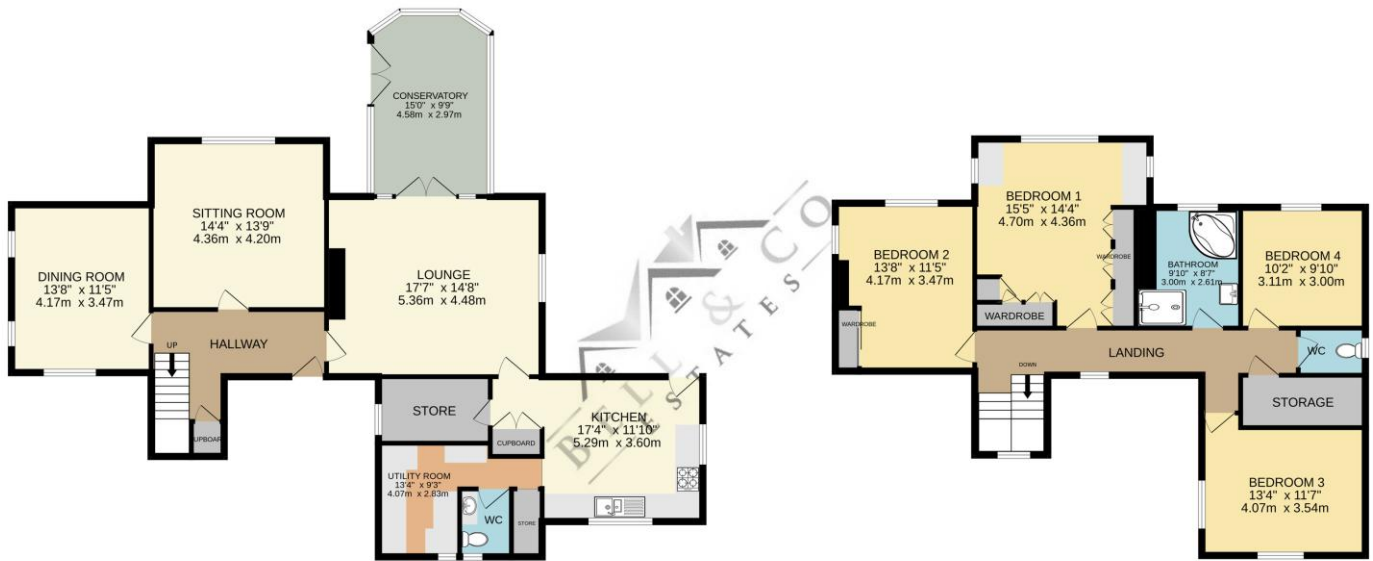 CONSERVATORY
15'0" x 9'9"
4.58m x 2.97m
SITTING ROOM
14'4" x 13'9"
4.36m x 4.20m
DINING ROOM
13'8" x 11'5"
4.17m x 3.47m
LOUNGE
17'7" x 14'8"
5.36m x 4.48m
HALLWAY
UP
UPBOAR
STORE
CUPBOARD
KITCHEN
17'4" x 11'10"
5.29m x 3.60m
UTILITY ROOM
13'4" x 9'3"
4.07m x 2.83m
WC
STORE
BELL & CO
ESTATES
BEDROOM 1
15'5" x 14'4"
4.70m x 4.36m
WARDROBE
WARDROBE
BEDROOM 2
13'8" x 11'5"
4.17m x 3.47m
WARDROBE
BATHROOM
9'10" x 8'7"
3.00m x 2.61m
BEDROOM 4
10'2" x 9'10"
3.11m x 3.00m
LANDING
DOWN
WC
STORAGE
BEDROOM 3
13'4" x 11'7"
4.07m x 3.54m